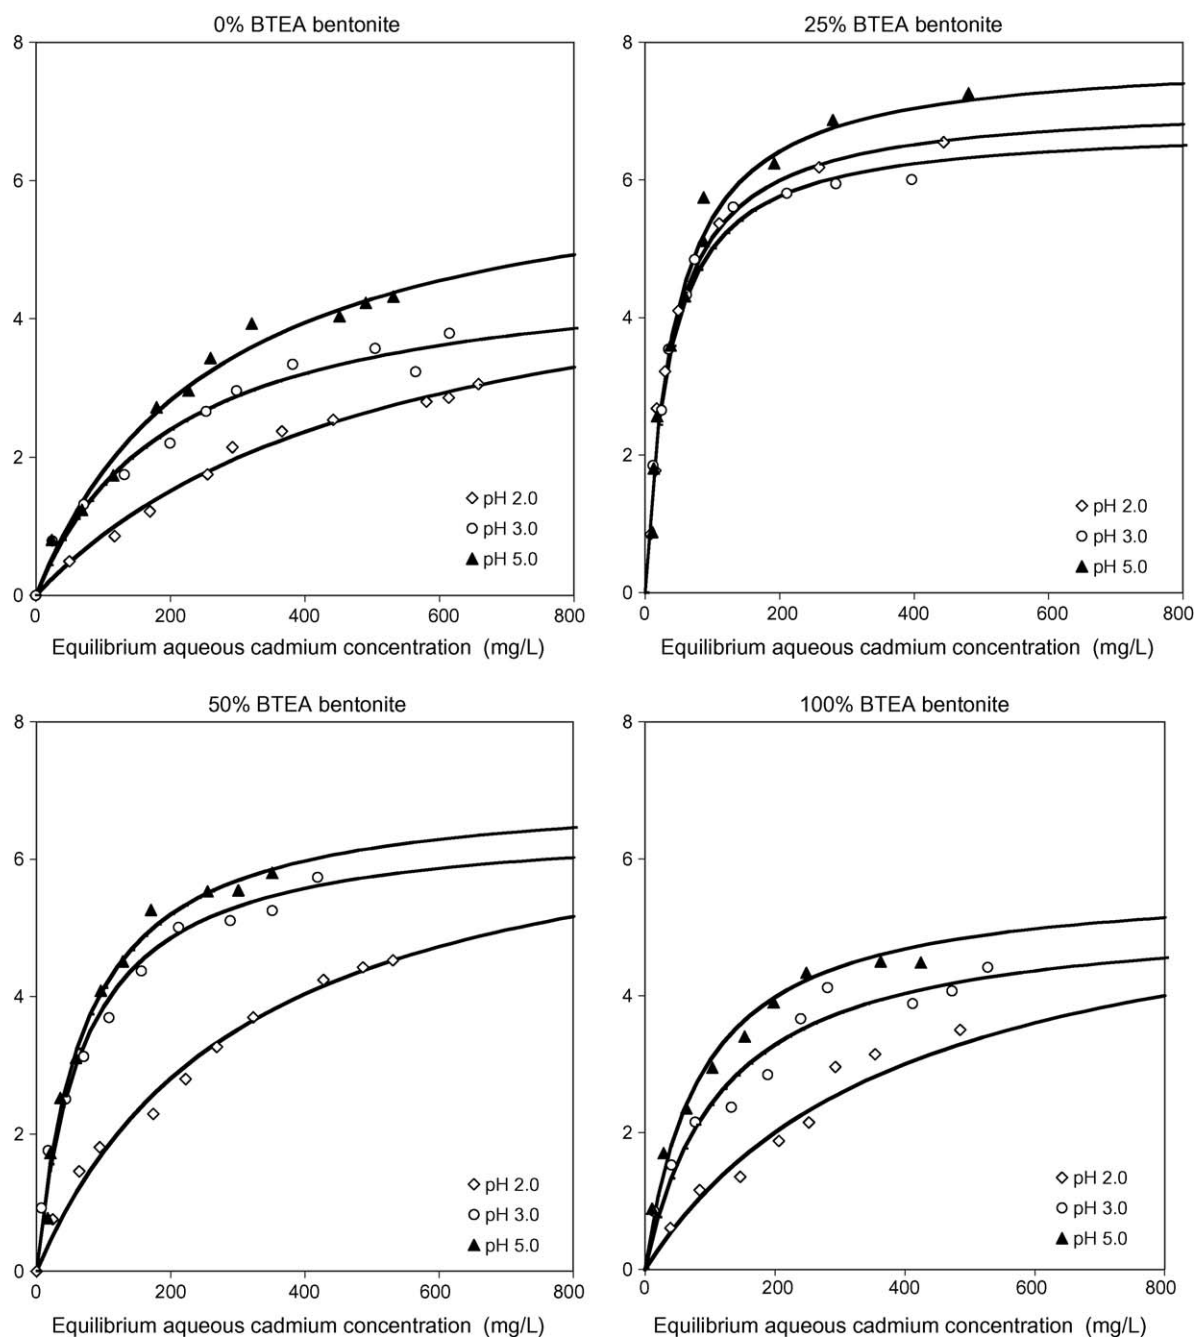 0% BTEA bentonite
8
6
4
2
0
pH 2.0
pH 3.0
pH 5.0
0 200 400 600 800
Equilibrium aqueous cadmium concentration (mg/L)
25% BTEA bentonite
8
6
4
2
0
pH 2.0
pH 3.0
pH 5.0
0 200 400 600 800
Equilibrium aqueous cadmium concentration (mg/L)
50% BTEA bentonite
8
6
4
2
0
pH 2.0
pH 3.0
pH 5.0
0 200 400 600 800
Equilibrium aqueous cadmium concentration (mg/L)
100% BTEA bentonite
8
6
4
2
0
pH 2.0
pH 3.0
pH 5.0
0 200 400 600 800
Equilibrium aqueous cadmium concentration (mg/L)